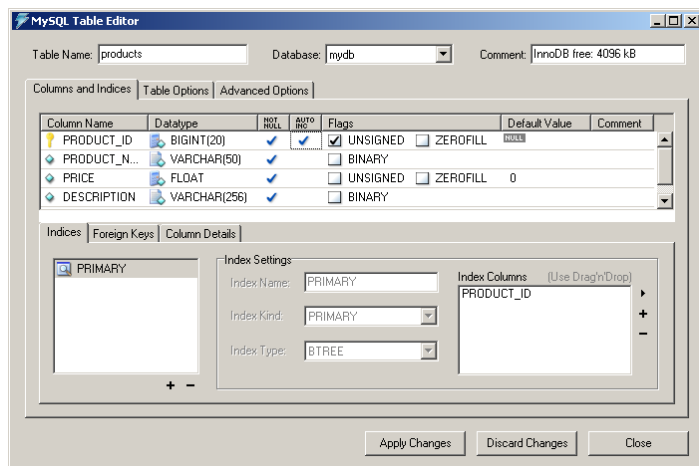 MySQL Table Editor
Table Name: products Database: mydb Comment: InnoDB free: 4096 kB
Columns and Indices Table Options Advanced Options
Column Name Datatype NOT NULL AUTO INC Flags Default Value Comment
PRODUCT_ID BIGINT(20) UNSIGNED ZEROFILL NULL
PRODUCT_N... VARCHAR(50) BINARY
PRICE FLOAT UNSIGNED ZEROFILL 0
DESCRIPTION VARCHAR(256) BINARY
Indices Foreign Keys Column Details
PRIMARY
Index Settings
Index Name: PRIMARY
Index Kind: PRIMARY
Index Type: BTREE
Index Columns (Use Drag'n'Drop)
PRODUCT_ID
Apply Changes Discard Changes Close